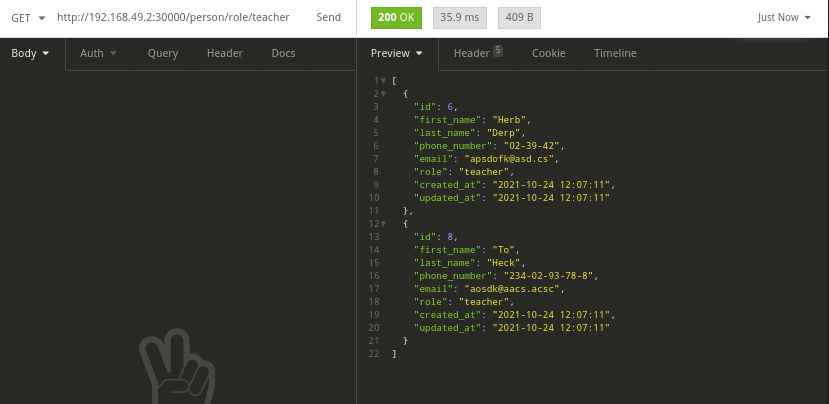 GET http://192.168.49.2:30000/person/role/teacher Send 200 OK 35.9 ms 409 B Just Now
Body Auth Query Header Docs Preview Header 5 Cookie Timeline
1 [
2 {
3 "id": 6,
4 "first_name": "Herb",
5 "last_name": "Derp",
6 "phone_number": "02-39-42",
7 "email": "apsdofk@asd.cs",
8 "role": "teacher",
9 "created_at": "2021-10-24 12:07:11",
10 "updated_at": "2021-10-24 12:07:11"
11 },
12 {
13 "id": 8,
14 "first_name": "To",
15 "last_name": "Heck",
16 "phone_number": "234-02-93-78-8",
17 "email": "aosdk@aacs.acsc",
18 "role": "teacher",
19 "created_at": "2021-10-24 12:07:11",
20 "updated_at": "2021-10-24 12:07:11"
21 }
22 ]